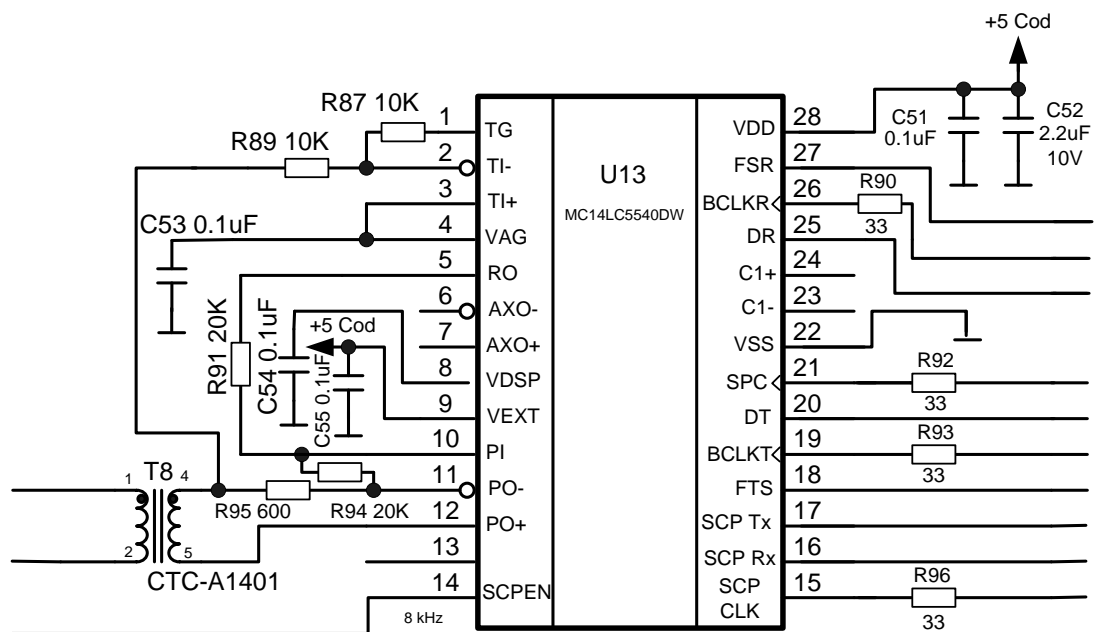 +5 Cod
R87 10K
R89 10K
C53 0.1uF
R91 20K
C54 0.1uF
+5 Cod
C55 0.1uF
T8
1
4
2
5
CTC-A1401
R95 600
R94 20K
1
2
3
4
5
6
7
8
9
10
11
12
13
14
8 kHz
TG
TI-
TI+
VAG
RO
AXO-
AXO+
VDSP
VEXT
PI
PO-
PO+
SCPEN
U13
MC14LC5540DW
VDD
FSR
BCLKR
DR
C1+
C1-
VSS
SPC
DT
BCLKT
FTS
SCP Tx
SCP Rx
SCP
CLK
28
27
26
25
24
23
22
21
20
19
18
17
16
15
C51
0.1uF
C52
2.2uF
10V
R90
33
R92
33
R93
33
R96
33